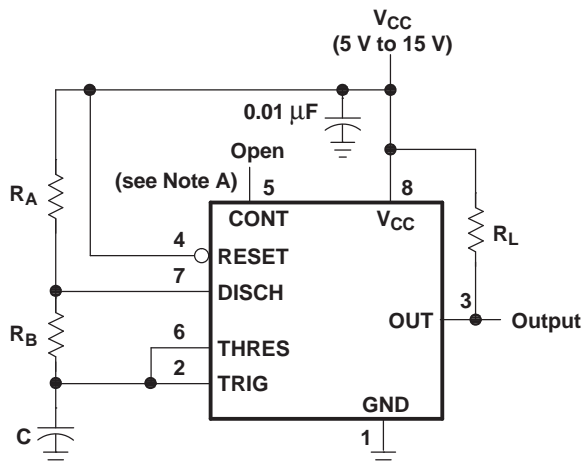 VCC
(5 V to 15 V)
0.01 μF
Open
(see Note A)
5
8
RA
CONT
VCC
RL
4
RESET
7
DISCH
3
OUT
Output
RB
6
THRES
2
TRIG
GND
C
1